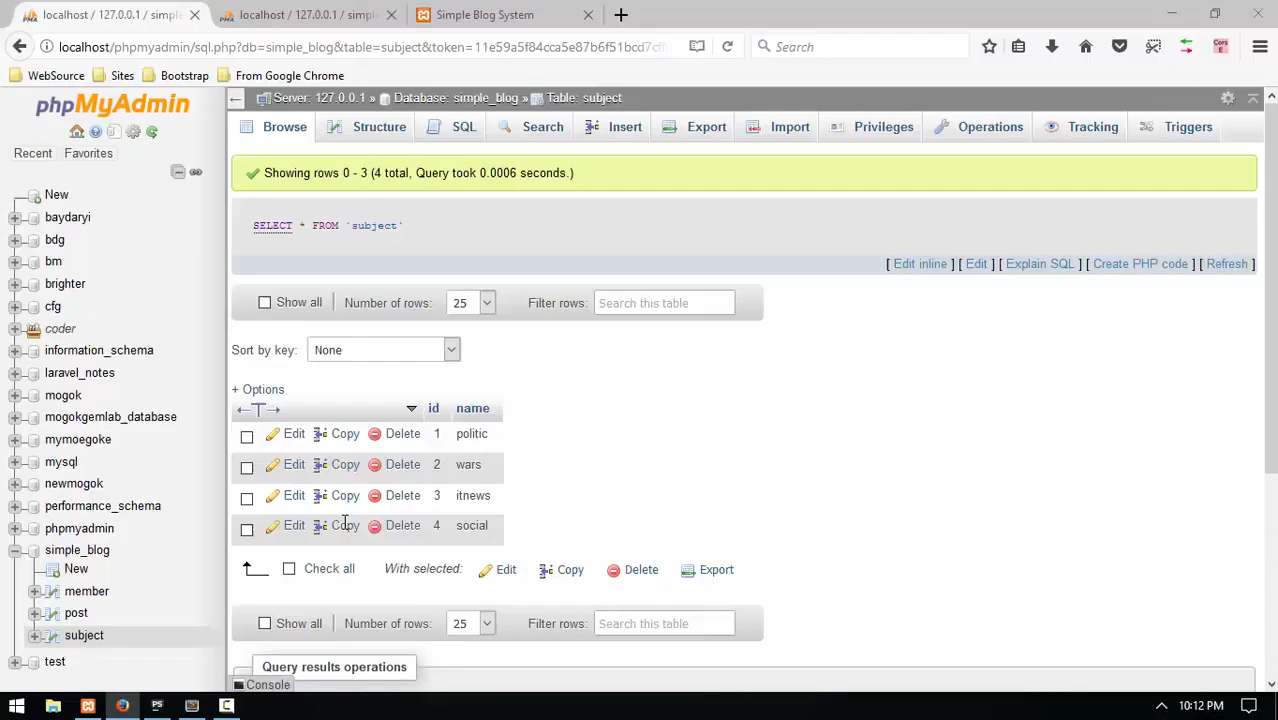 localhost / 127.0.0.1 / simple_
localhost / 127.0.0.1 / simple
Simple Blog System
localhost/phpmyadmin/sql.php?db=simple_blog&table=subject&token=11e59a5f84cca5e87b6f51bcd7cf
Search
WebSource
Sites
Bootstrap
From Google Chrome
phpMyAdmin
Recent
Favorites
New
baydaryi
bdg
bm
brighter
cfg
coder
information_schema
laravel_notes
mogok
mogokgemlab_database
mymoegoke
mysql
newmogok
performance_schema
phpmyadmin
simple_blog
New
member
post
subject
test
Server: 127.0.0.1 » Database: simple_blog » Table: subject
Browse
Structure
SQL
Search
Insert
Export
Import
Privileges
Operations
Tracking
Triggers
Showing rows 0 - 3 (4 total, Query took 0.0006 seconds.)
SELECT * FROM `subject`
[ Edit inline ] [ Edit ] [ Explain SQL ] [ Create PHP code ] [ Refresh ]
Show all | Number of rows: 25 Filter rows: Search this table
Sort by key: None
+ Options
id name
Edit Copy Delete 1 politic
Edit Copy Delete 2 wars
Edit Copy Delete 3 itnews
Edit Copy Delete 4 social
Check all With selected: Edit Copy Delete Export
Show all | Number of rows: 25 Filter rows: Search this table
Query results operations
Console
10:12 PM